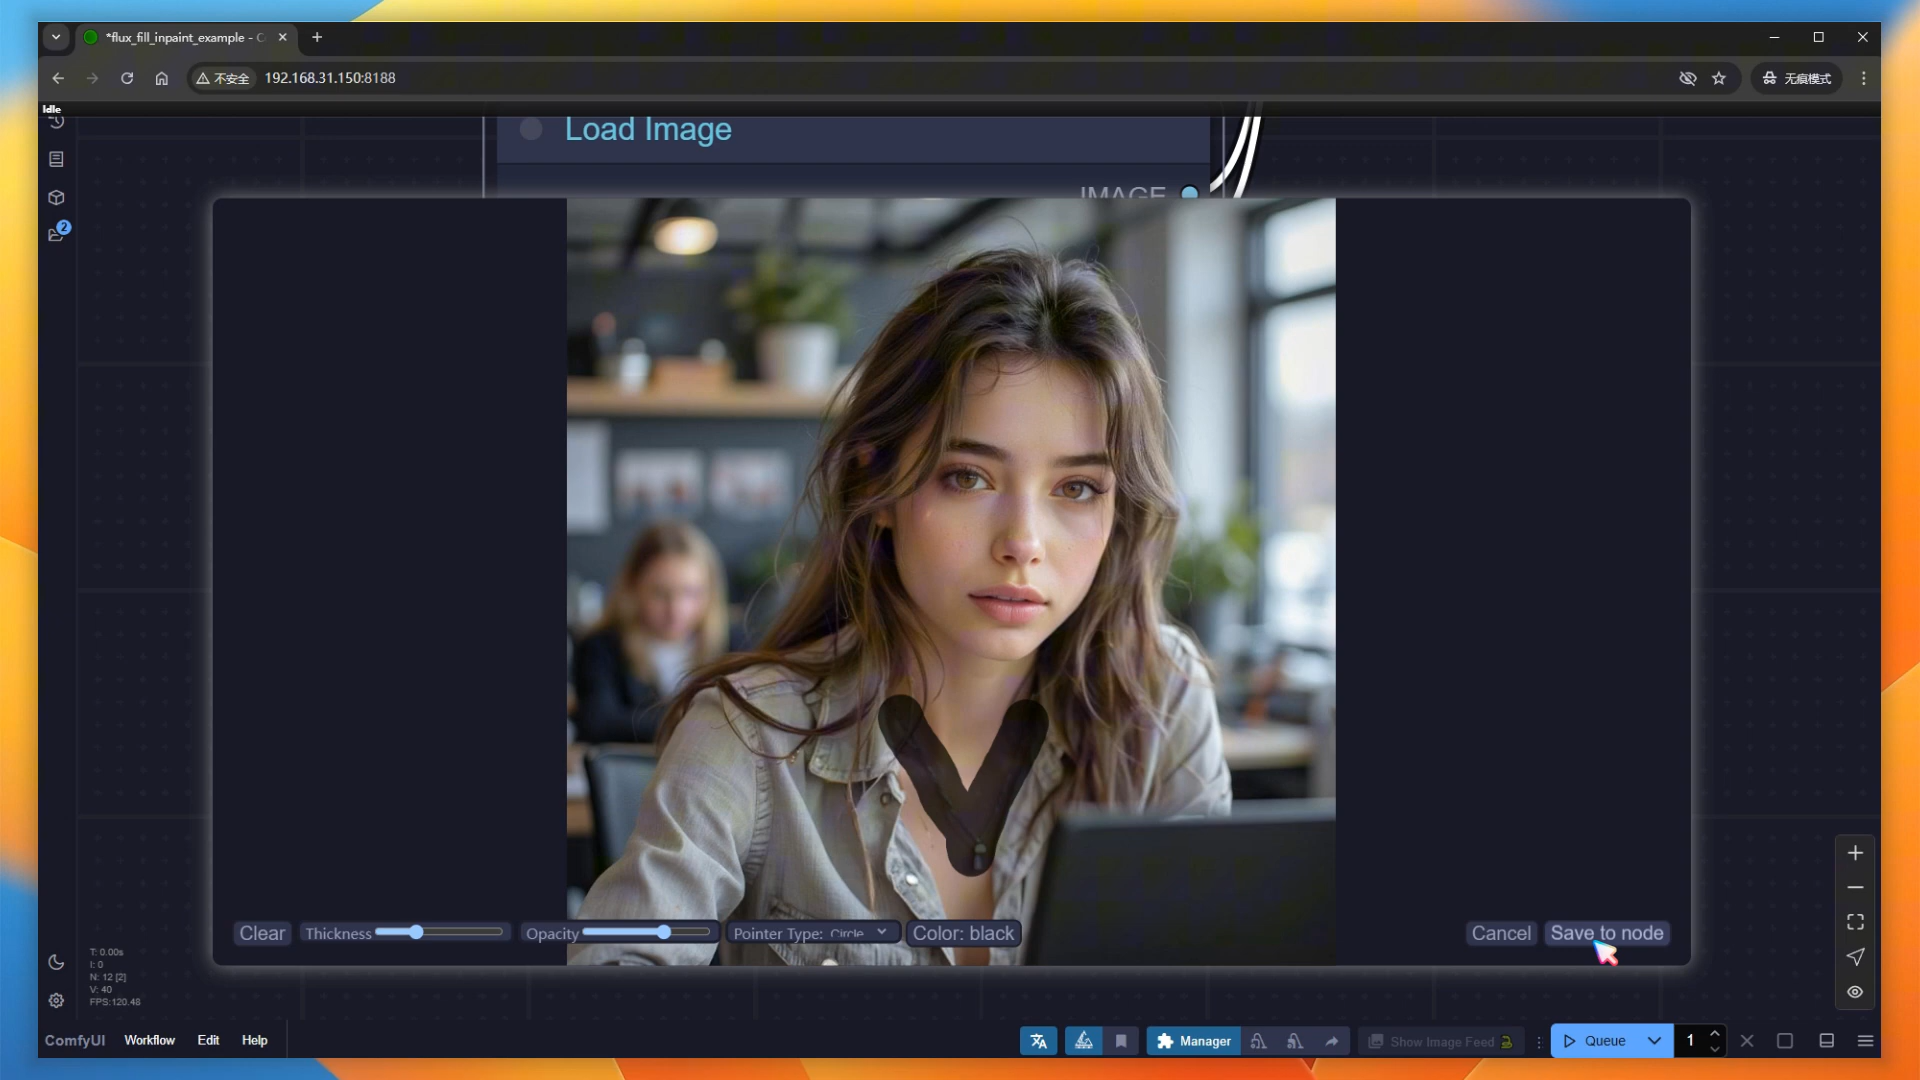 *flux_fill_inpaint_example - C
不安全
192.168.31.150:8188
无痕模式
Idle
Load Image
IMAGE
2
Clear
Thickness
Opacity
Pointer Type: Circle
Color: black
Cancel
Save to node
T: 0.00s
I: 0
N: 12 [2]
V: 40
FPS:120.48
ComfyUI
Workflow
Edit
Help
Manager
Show Image Feed
Queue
1